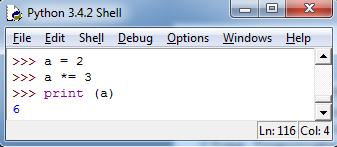 Python 3.4.2 Shell
File Edit Shell Debug Options Windows Help
>>> a = 2
>>> a *= 3
>>> print (a)
6
Ln: 116 Col: 4